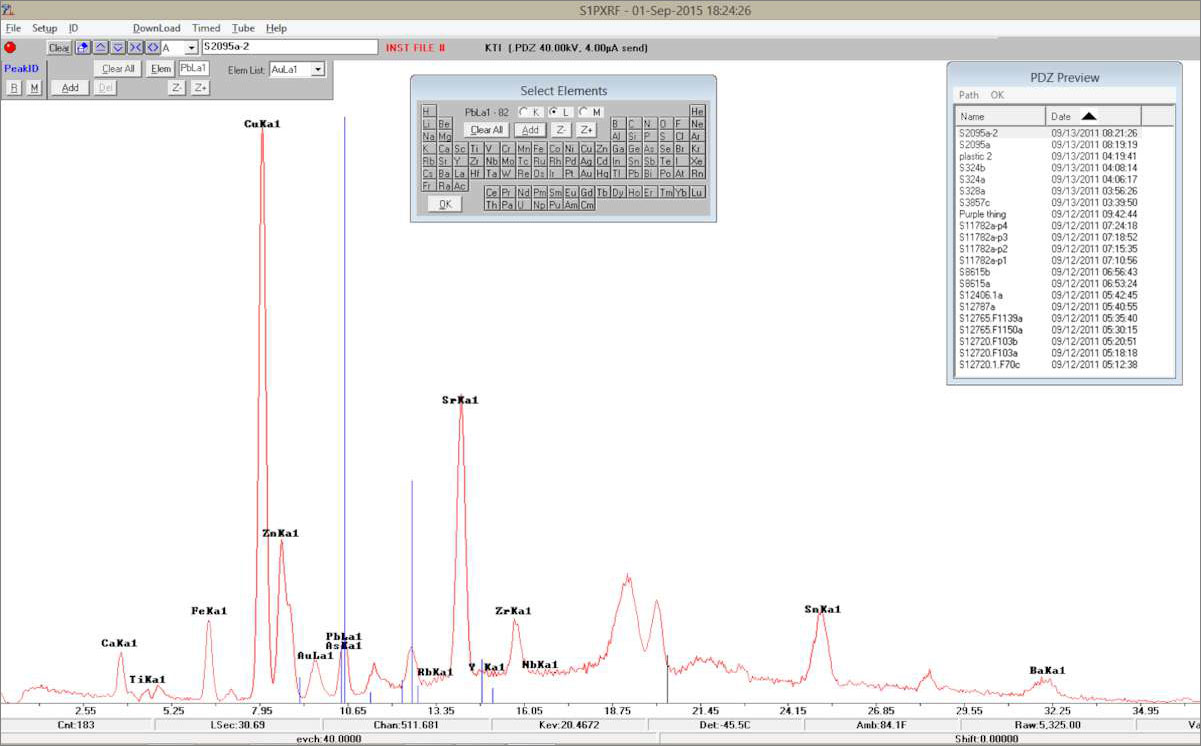 S1PXRF - 01-Sep-2015 18:24:26
File Setup ID DownLoad Timed Tube Help
Clear A S2095a-2 INST FILE # KTI (.PDZ 40.00kV, 4.00µA send)
PeakID Clear All Elem PbLa1 Elem List: AuLa1
R M Add Del Z- Z+
Select Elements
PbLa1 - 82 K L M
Clear All Add Z- Z+
H He
Li Be B C N O F Ne
Na Mg Al Si P S Cl Ar
K Ca Sc Ti V Cr Mn Fe Co Ni Cu Zn Ga Ge As Se Br Kr
Rb Sr Y Zr Nb Mo Tc Ru Rh Pd Ag Cd In Sn Sb Te I Xe
Cs Ba La Hf Ta W Re Os Ir Pt Au Hg Tl Pb Bi Po At Rn
Fr Ra Ac
Ce Pr Nd Pm Sm Eu Gd Tb Dy Ho Er Tm Yb Lu
Th Pa U Np Pu Am Cm
OK
PDZ Preview
Path OK
Name Date
S2095a-2 09/13/2011 08:21:26
S2095a 09/13/2011 08:19:19
plastic 2 09/13/2011 04:19:41
S324b 09/13/2011 04:08:14
S324a 09/13/2011 04:06:17
S328a 09/13/2011 03:56:26
S3857c 09/13/2011 03:39:50
Purple thing 09/12/2011 09:42:44
S11782a-p4 09/12/2011 07:24:18
S11782a-p3 09/12/2011 07:18:52
S11782a-p2 09/12/2011 07:15:35
S11782a-p1 09/12/2011 07:10:56
S8615b 09/12/2011 06:56:43
S8615a 09/12/2011 06:53:24
S12406.1a 09/12/2011 05:42:45
S12787a 09/12/2011 05:40:55
S12765.F1139a 09/12/2011 05:35:40
S12765.F1150a 09/12/2011 05:30:15
S12720.F103b 09/12/2011 05:20:51
S12720.F103a 09/12/2011 05:18:18
S12720.1.F70c 09/12/2011 05:12:38
CuKa1
SrKa1
ZnKa1
FeKa1
ZrKa1
SnKa1
CaKa1
PbLa1
AsKa1
AuLa1
TiKa1
RbKa1
Y Ka1
NbKa1
BaKa1
2.55 5.25 7.95 10.65 13.35 16.05 18.75 21.45 24.15 26.85 29.55 32.25 34.95
Cnt:183 LSec:30.69 Chan:511.681 Kev:20.4672 Det:-45.5C Amb:84.1F Raw:5,325.00 Va
evch:40.0000 Shift:0.00000